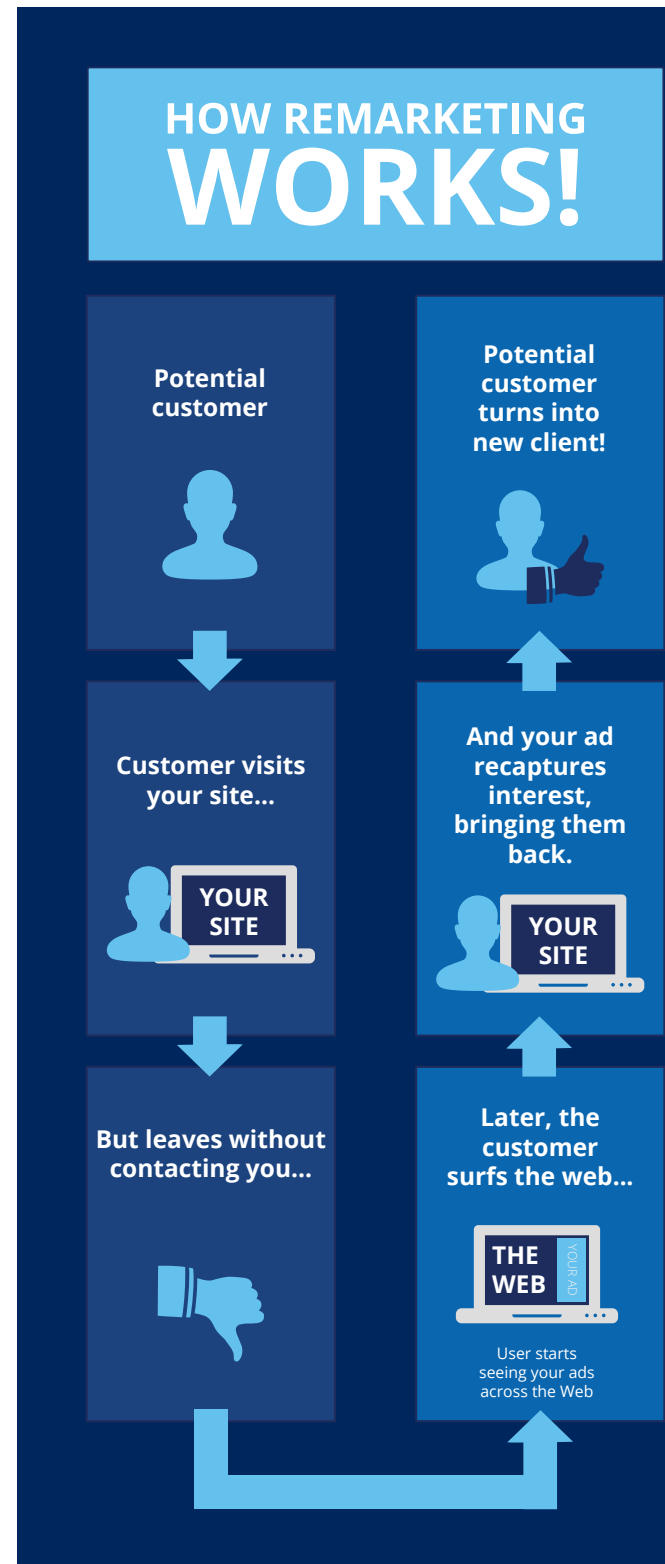 HOW REMARKETING
WORKS!
Potential
customer
Customer visits
your site...
YOUR
SITE
But leaves without
contacting you...
Later, the
customer
surfs the web...
THE
WEB
YOUR AD
User starts
seeing your ads
across the Web
And your ad
recaptures
interest,
bringing them
back.
YOUR
SITE
Potential
customer
turns into
new client!